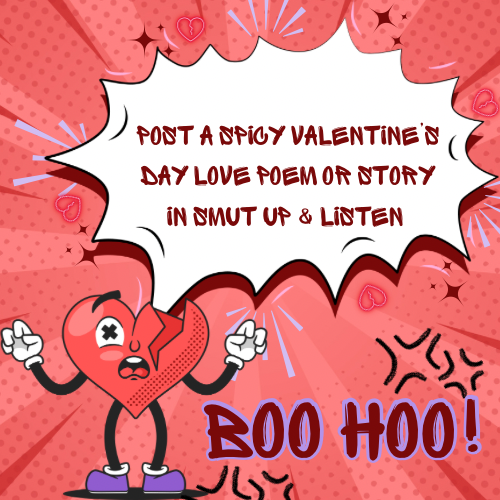 POST A SPICY VALENTINE'S
DAY LOVE POEM OR STORY
IN SMUT UP & LISTEN
BOO HOO!